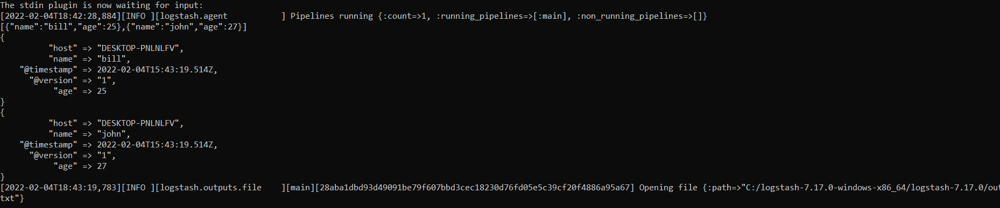 The stdin plugin is now waiting for input:
[2022-02-04T18:42:28,884][INFO ][logstash.agent           ] Pipelines running {:count=>1, :running_pipelines=>[:main], :non_running_pipelines=>[]}
[{"name":"bill","age":25},{"name":"john","age":27}]
{
          "host" => "DESKTOP-PNLNLFV",
          "name" => "bill",
    "@timestamp" => 2022-02-04T15:43:19.514Z,
      "@version" => "1",
           "age" => 25
}
{
          "host" => "DESKTOP-PNLNLFV",
          "name" => "john",
    "@timestamp" => 2022-02-04T15:43:19.514Z,
      "@version" => "1",
           "age" => 27
}
[2022-02-04T18:43:19,783][INFO ][logstash.outputs.file    ][main][28aba1dbd93d49091be79f607bbd3cec18230d76fd05e5c39cf20f4886a95a67] Opening file {:path=>"C:/logstash-7.17.0-windows-x86_64/logstash-7.17.0/out
txt"}